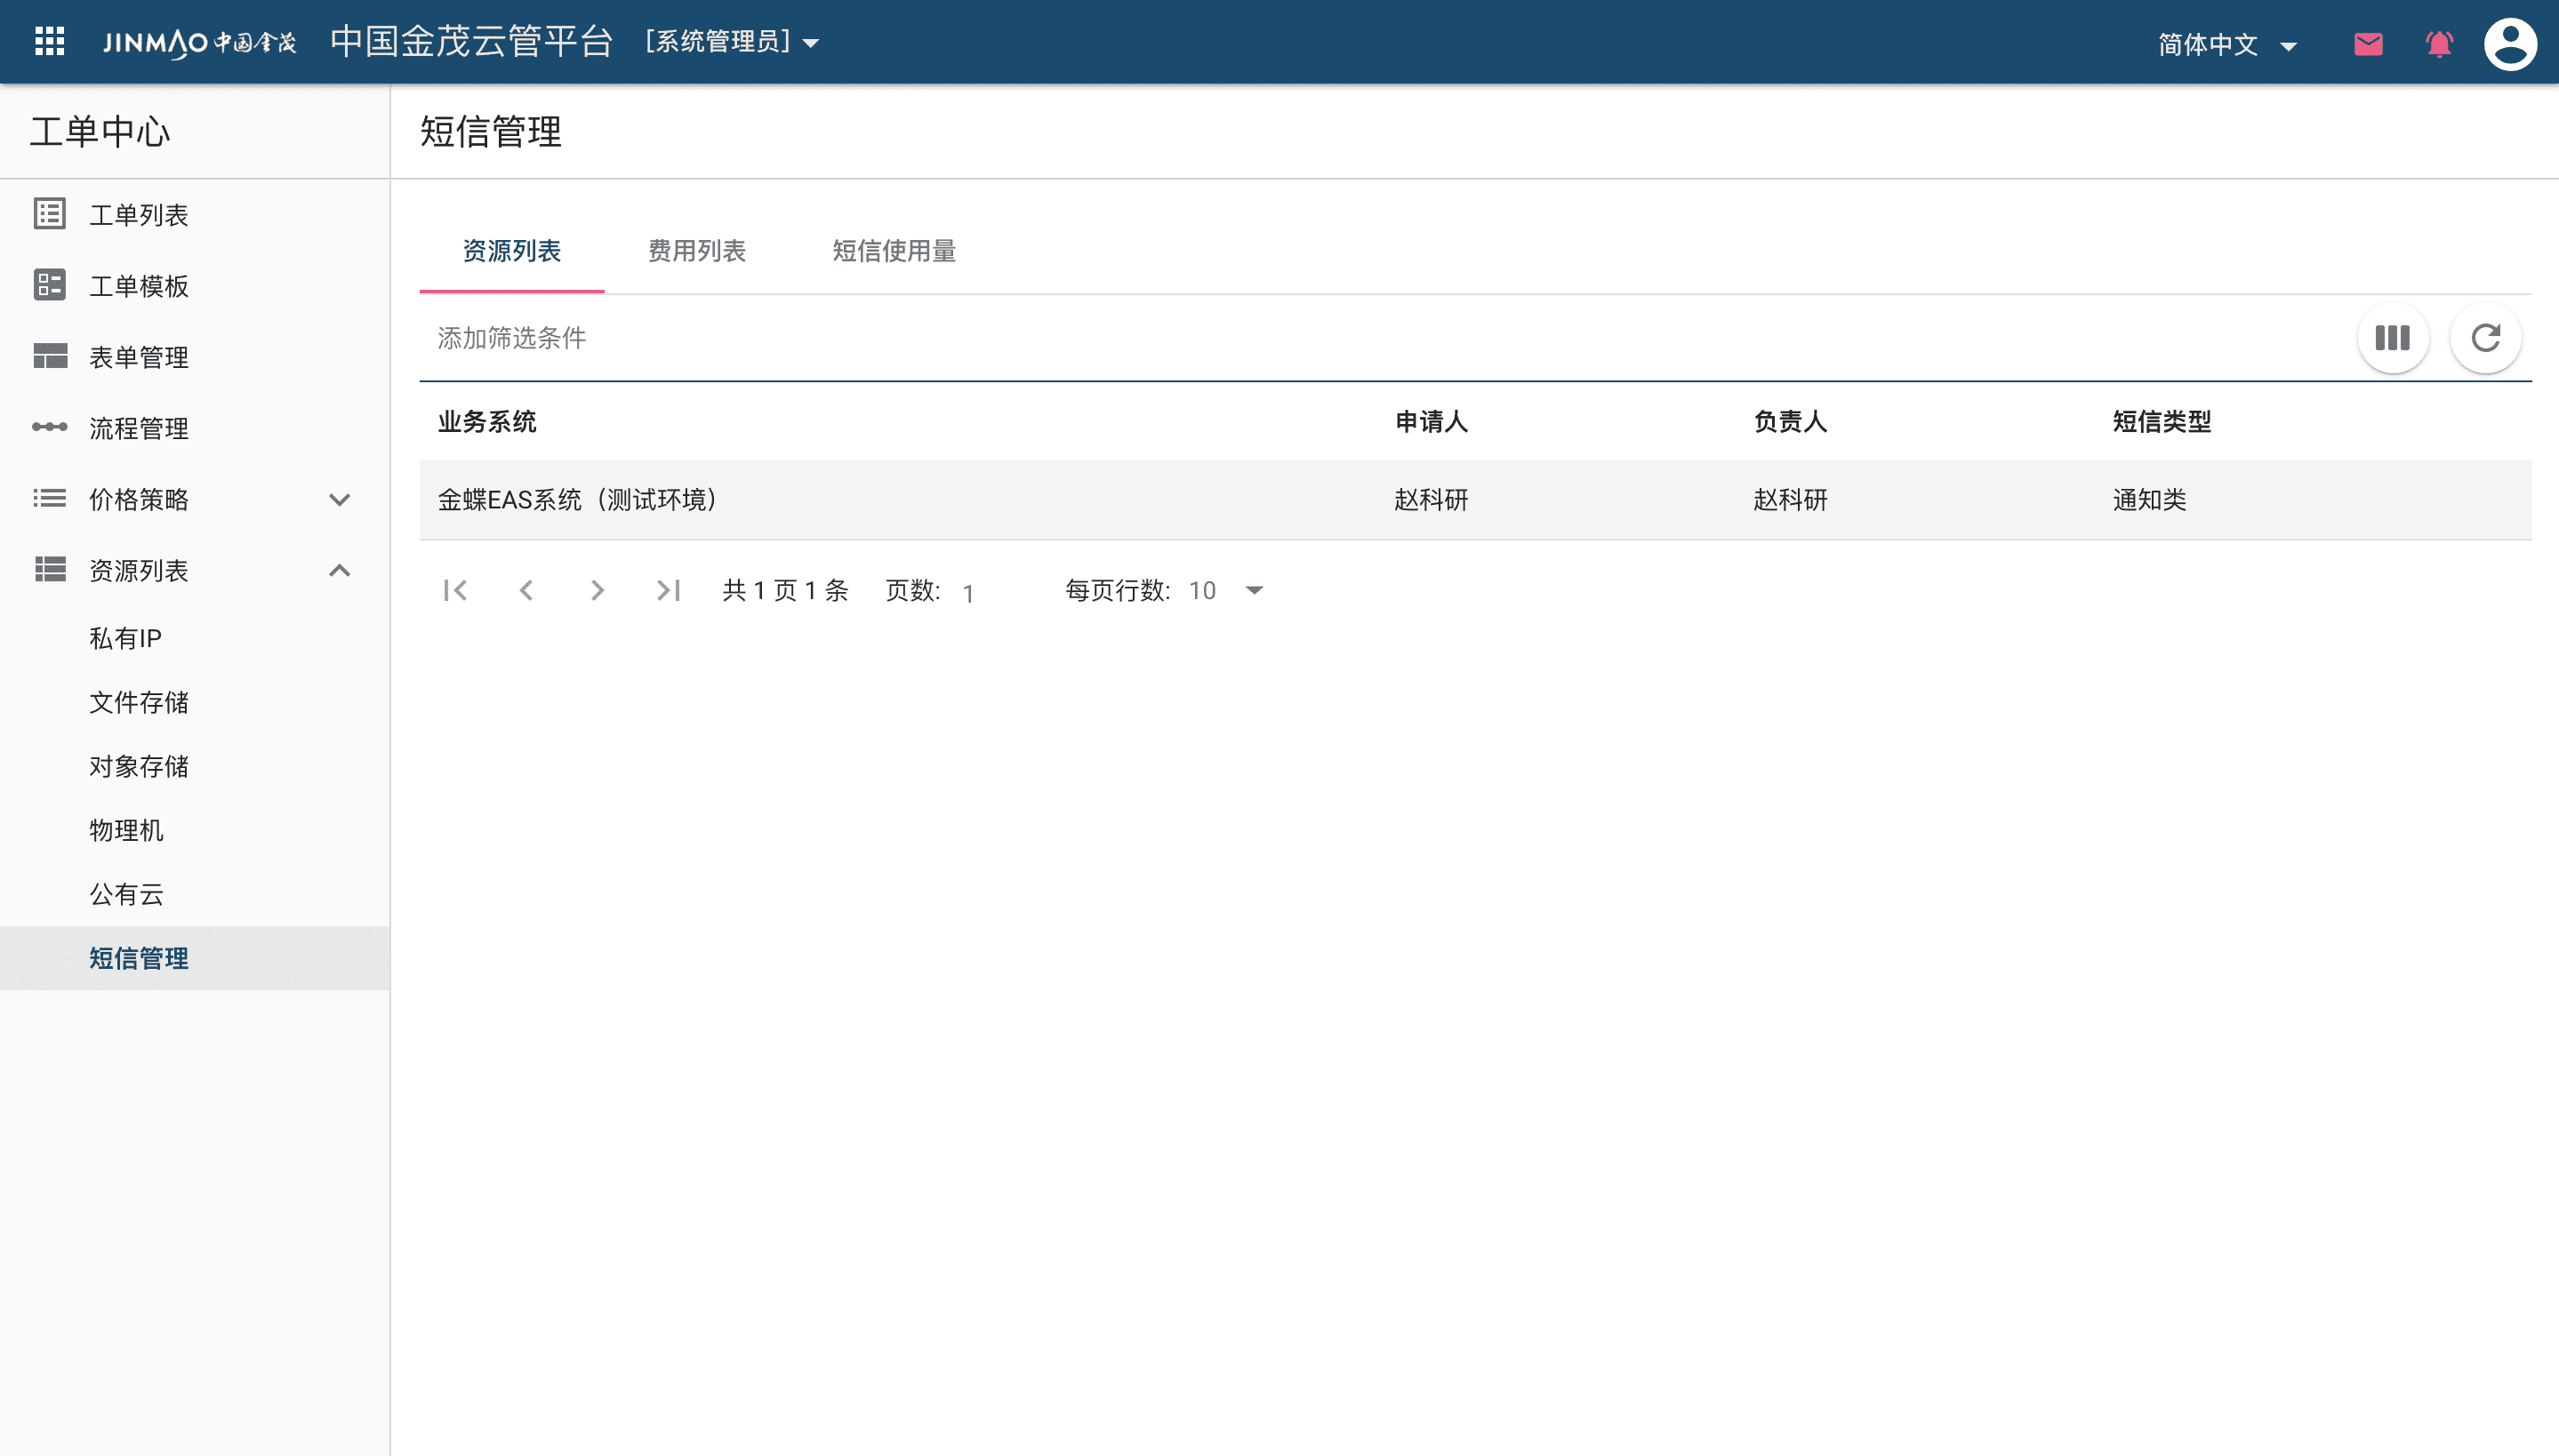 JINMAO中国金茂 中国金茂云管平台 [系统管理员] 简体中文
工单中心
工单列表
工单模板
表单管理
流程管理
价格策略
资源列表
私有IP
文件存储
对象存储
物理机
公有云
短信管理
短信管理
资源列表 费用列表 短信使用量
添加筛选条件
业务系统 申请人 负责人 短信类型
金蝶EAS系统（测试环境） 赵科研 赵科研 通知类
共 1 页 1 条 页数: 1 每页行数: 10